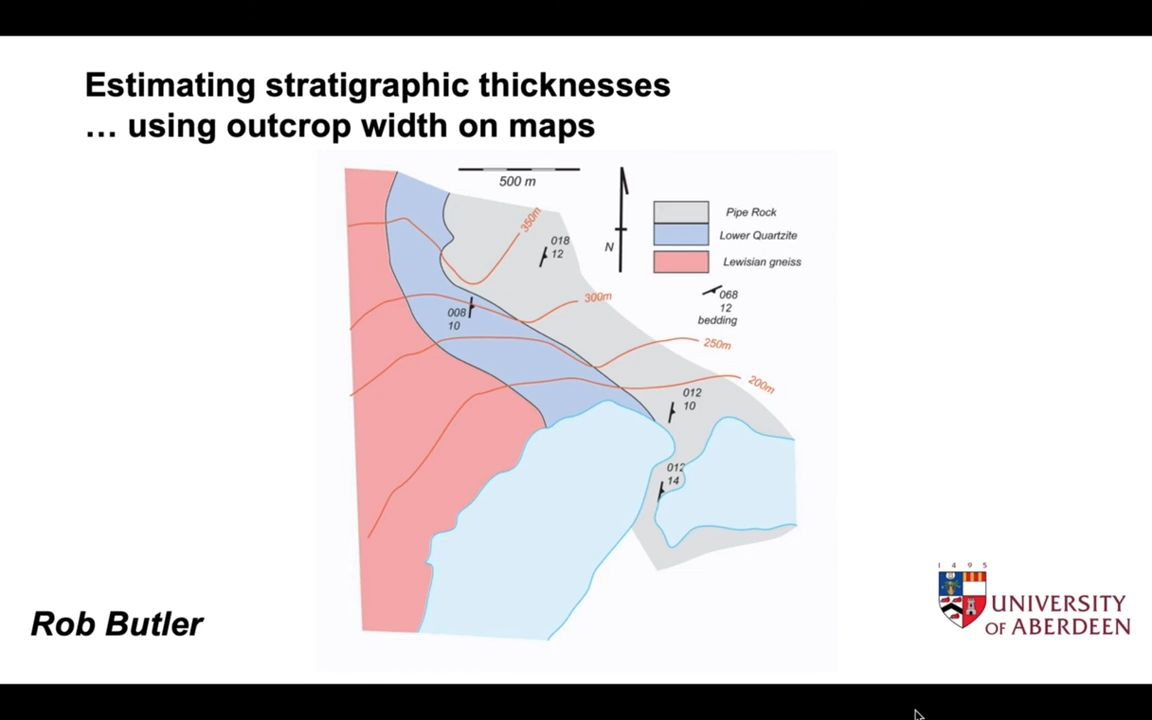 Estimating stratigraphic thicknesses
… using outcrop width on maps
500 m
350m
018
12
N
Pipe Rock
Lower Quartzite
Lewisian gneiss
068
12
bedding
300m
008
10
250m
200m
012
10
012
14
Rob Butler
1 4 9 5
UNIVERSITY
OF ABERDEEN